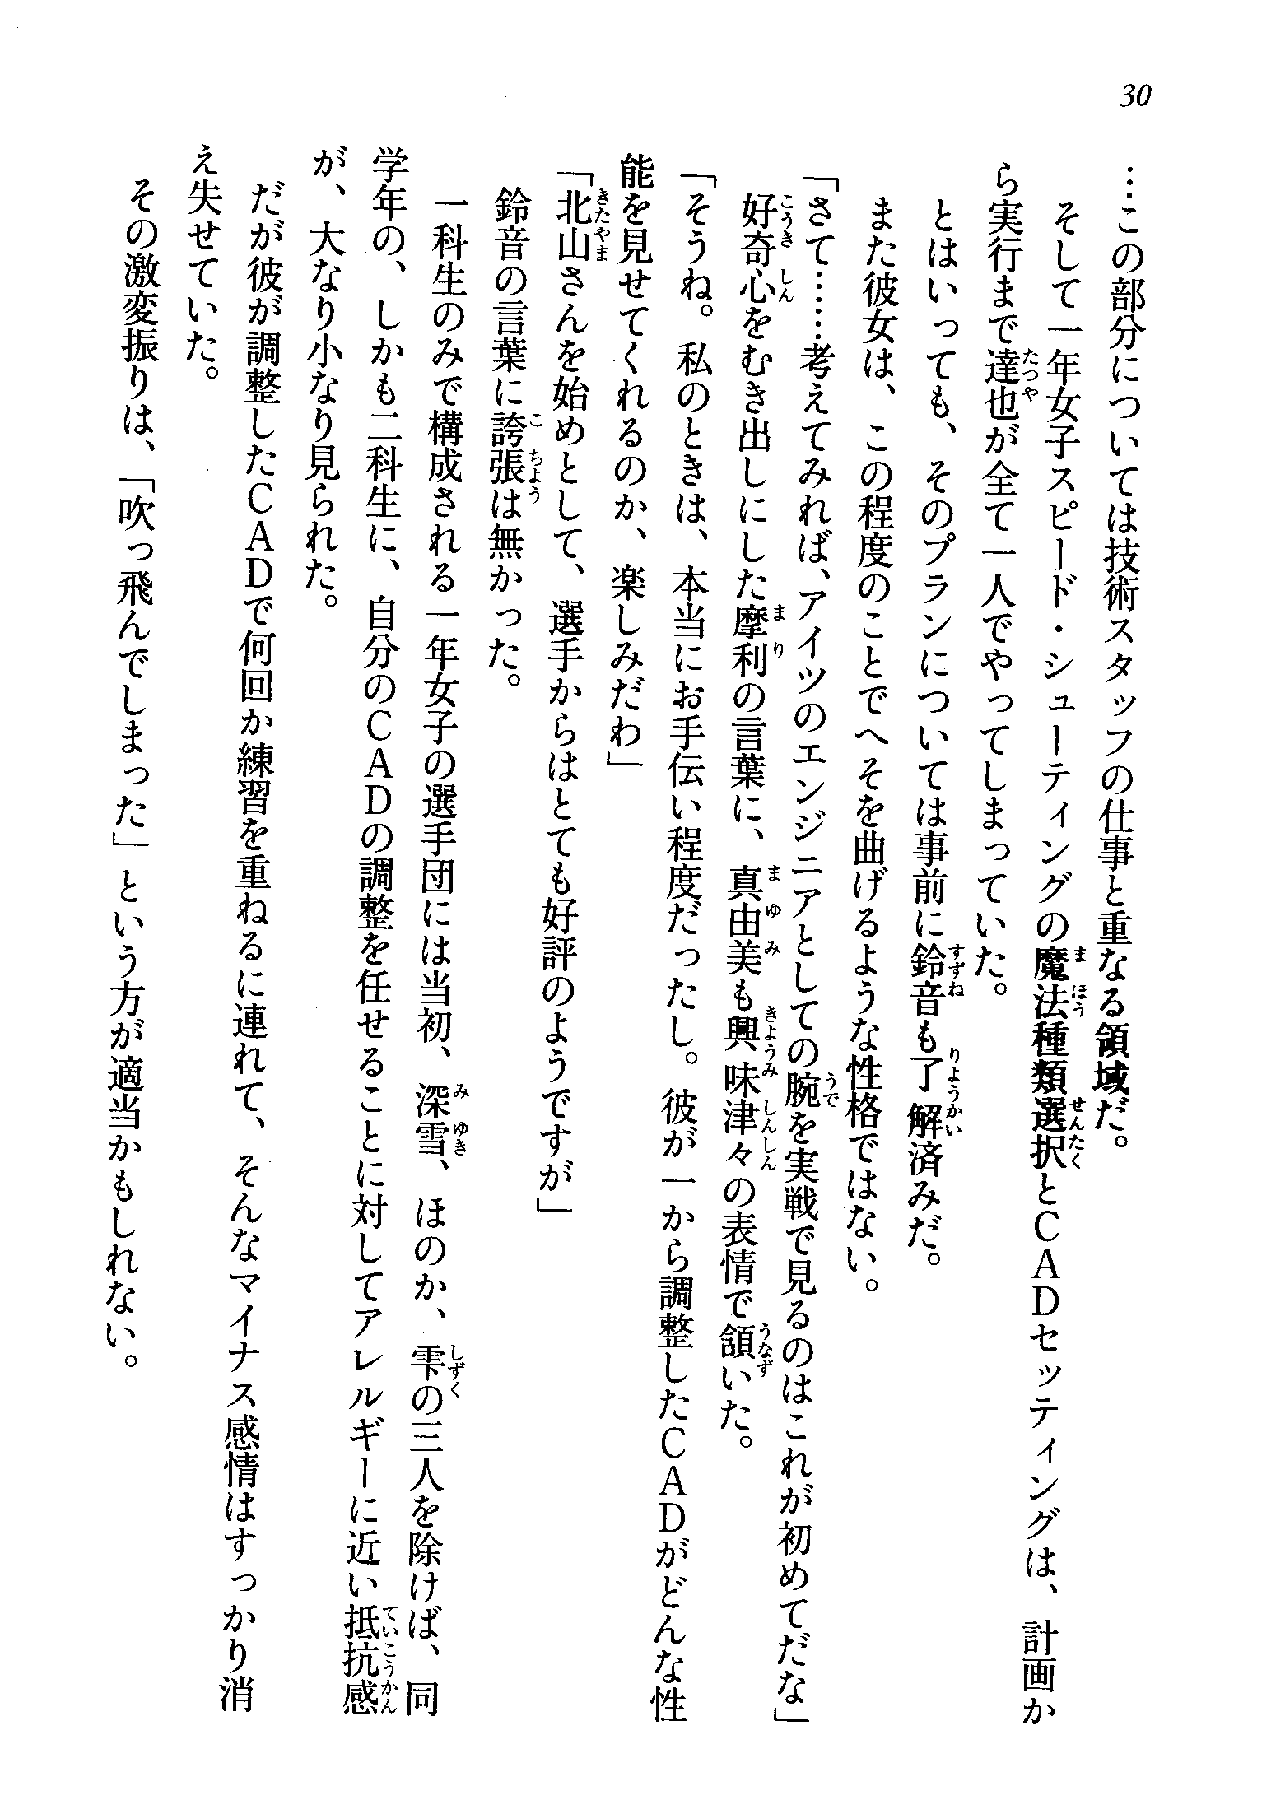 30
…この部分については技術スタッフの仕事と重なる領域だ。
そして一年女子スピード・シューティングの魔法種類選択とＣＡＤセッティングは、計画か
ら実行まで達也が全て一人でやってしまっていた。
とはいっても、そのプランについては事前に鈴音も了解済みだ。
また彼女は、この程度のことでへそを曲げるような性格ではない。
「さて……考えてみれば、アイツのエンジニアとしての腕を実戦で見るのはこれが初めてだな」
好奇心をむき出しにした摩利の言葉に、真由美も興味津々の表情で頷いた。
「そうね。私のときは、本当にお手伝い程度だったし。彼が一から調整したＣＡＤがどんな性
能を見せてくれるのか、楽しみだわ」
「北山さんを始めとして、選手からはとても好評のようですが」
鈴音の言葉に誇張は無かった。
一科生のみで構成される一年女子の選手団には当初、深雪、ほのか、雫の三人を除けば、同
学年の、しかも二科生に、自分のＣＡＤの調整を任せることに対してアレルギーに近い抵抗感
が、大なり小なり見られた。
だが彼が調整したＣＡＤで何回か練習を重ねるに連れて、そんなマイナス感情はすっかり消
え失せていた。
その激変振りは、「吹っ飛んでしまった」という方が適当かもしれない。